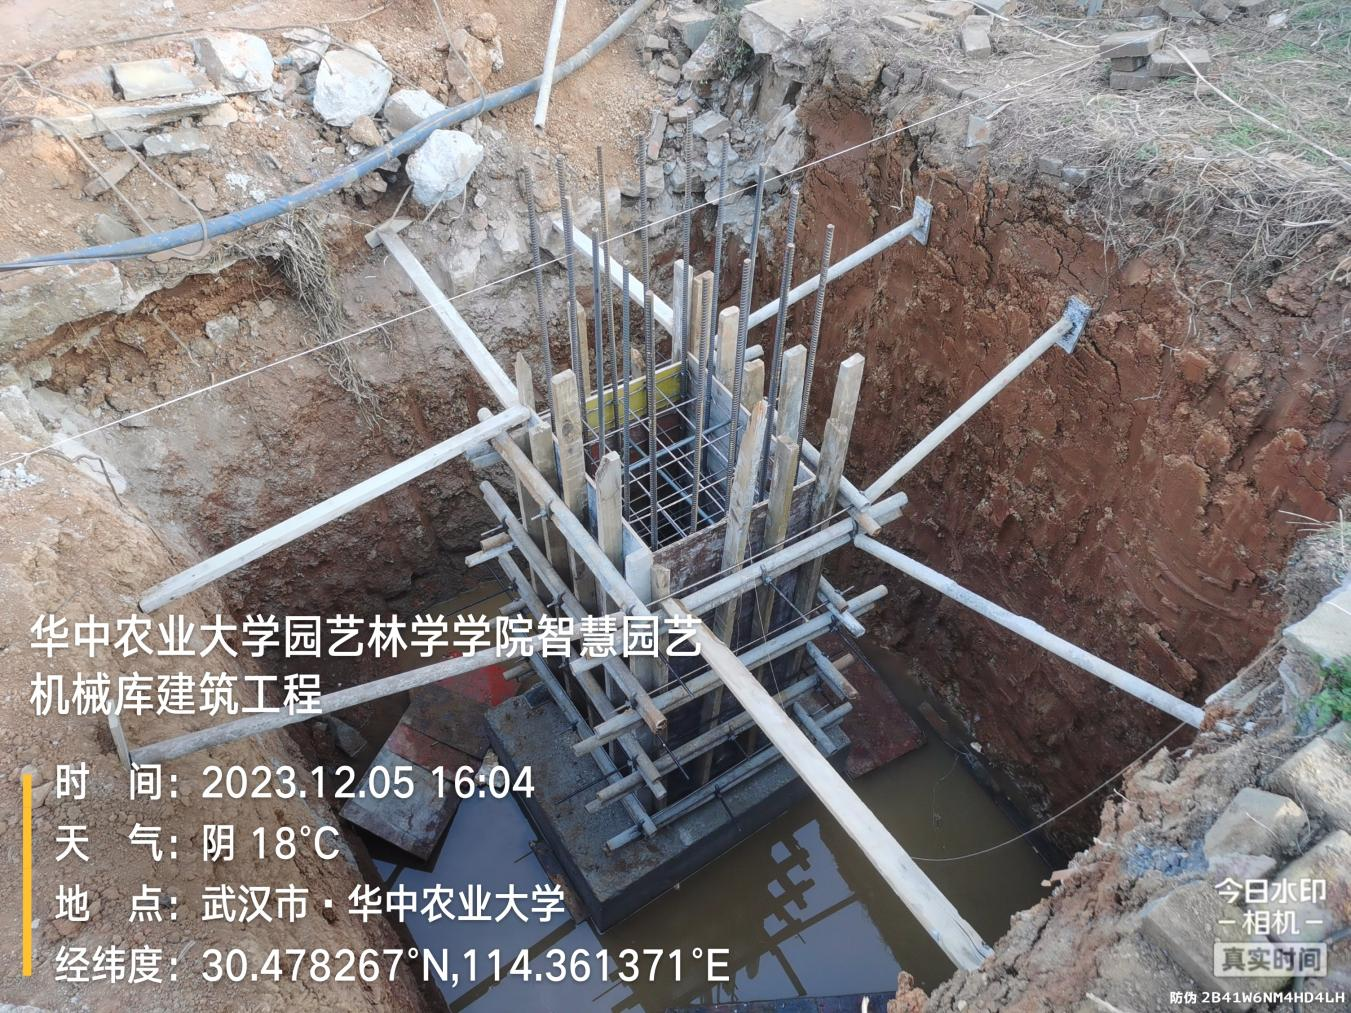 华中农业大学园艺林学学院智慧园艺
机械库建筑工程
时 间：2023.12.05 16:04
天 气：阴 18℃
地 点：武汉市·华中农业大学
经纬度：30.478267°N,114.361371°E
今日水印
-相机-
真实时间
防伪 2B41W6NM4HD4LH